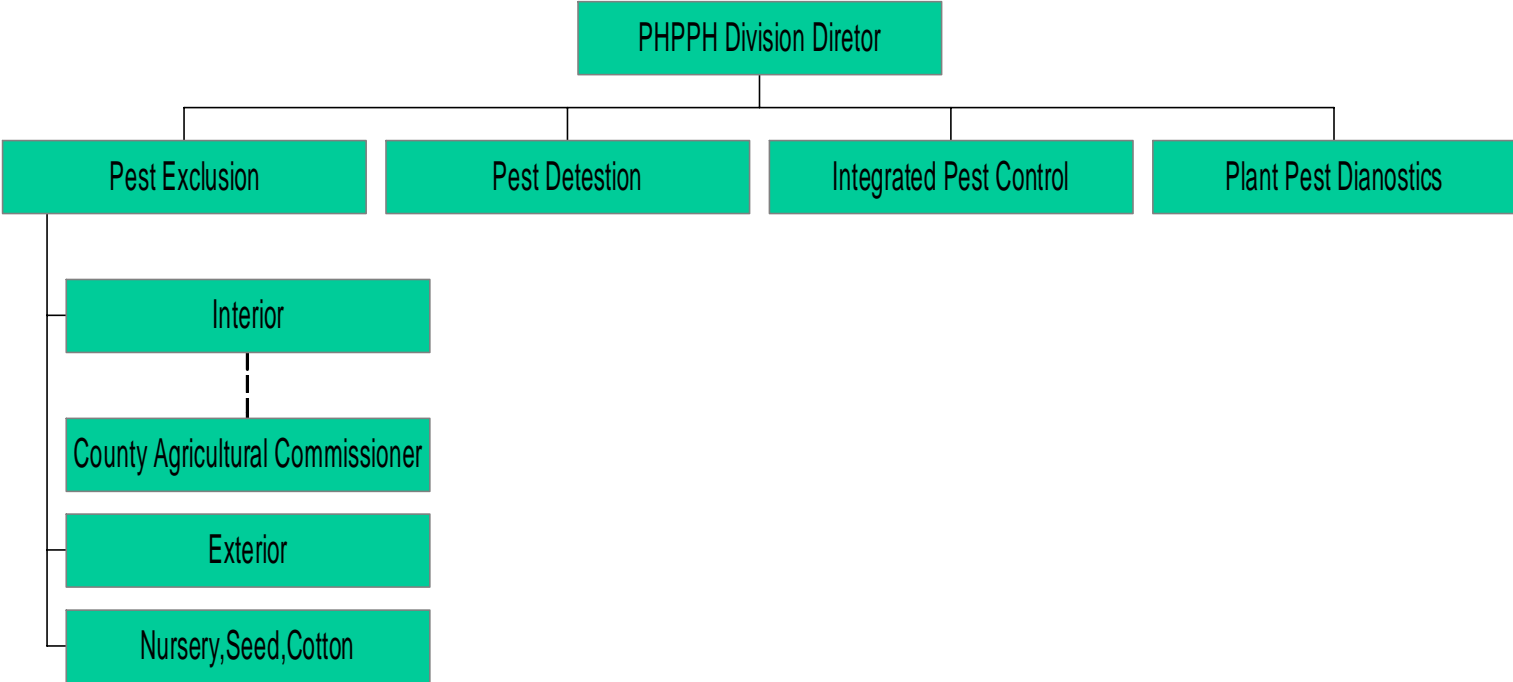 PHPPH Division Diretor
Pest Exclusion
Pest Detestion
Integrated Pest Control
Plant Pest Dianostics
Interior
County Agricultural Commissioner
Exterior
Nursery,Seed,Cotton